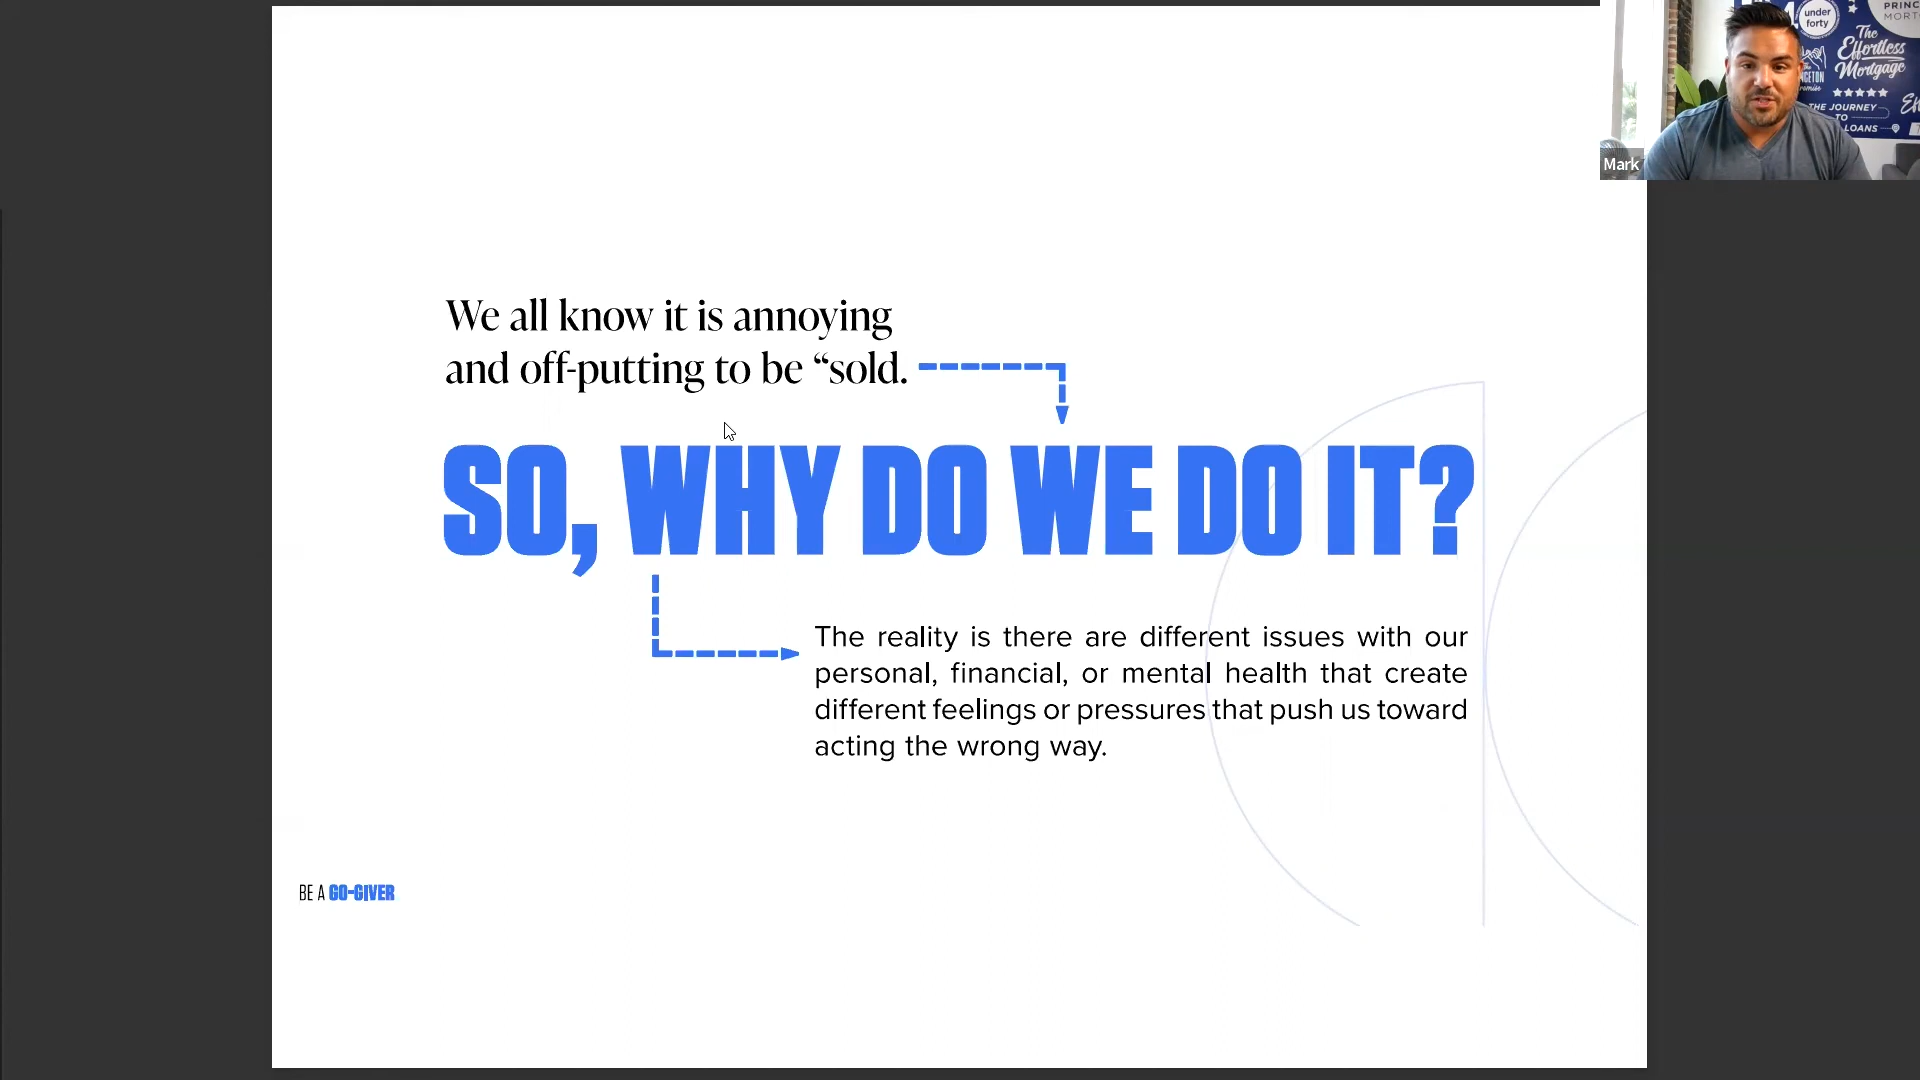 We all know it is annoying
and off-putting to be “sold.
SO, WHY DO WE DO IT?
The reality is there are different issues with our
personal, financial, or mental health that create
different feelings or pressures that push us toward
acting the wrong way.
BE A GO-GIVER
under
forty
PRINC
MORT
The
Effortless
Mortgage
THE JOURNEY
TO
LOANS
Mark